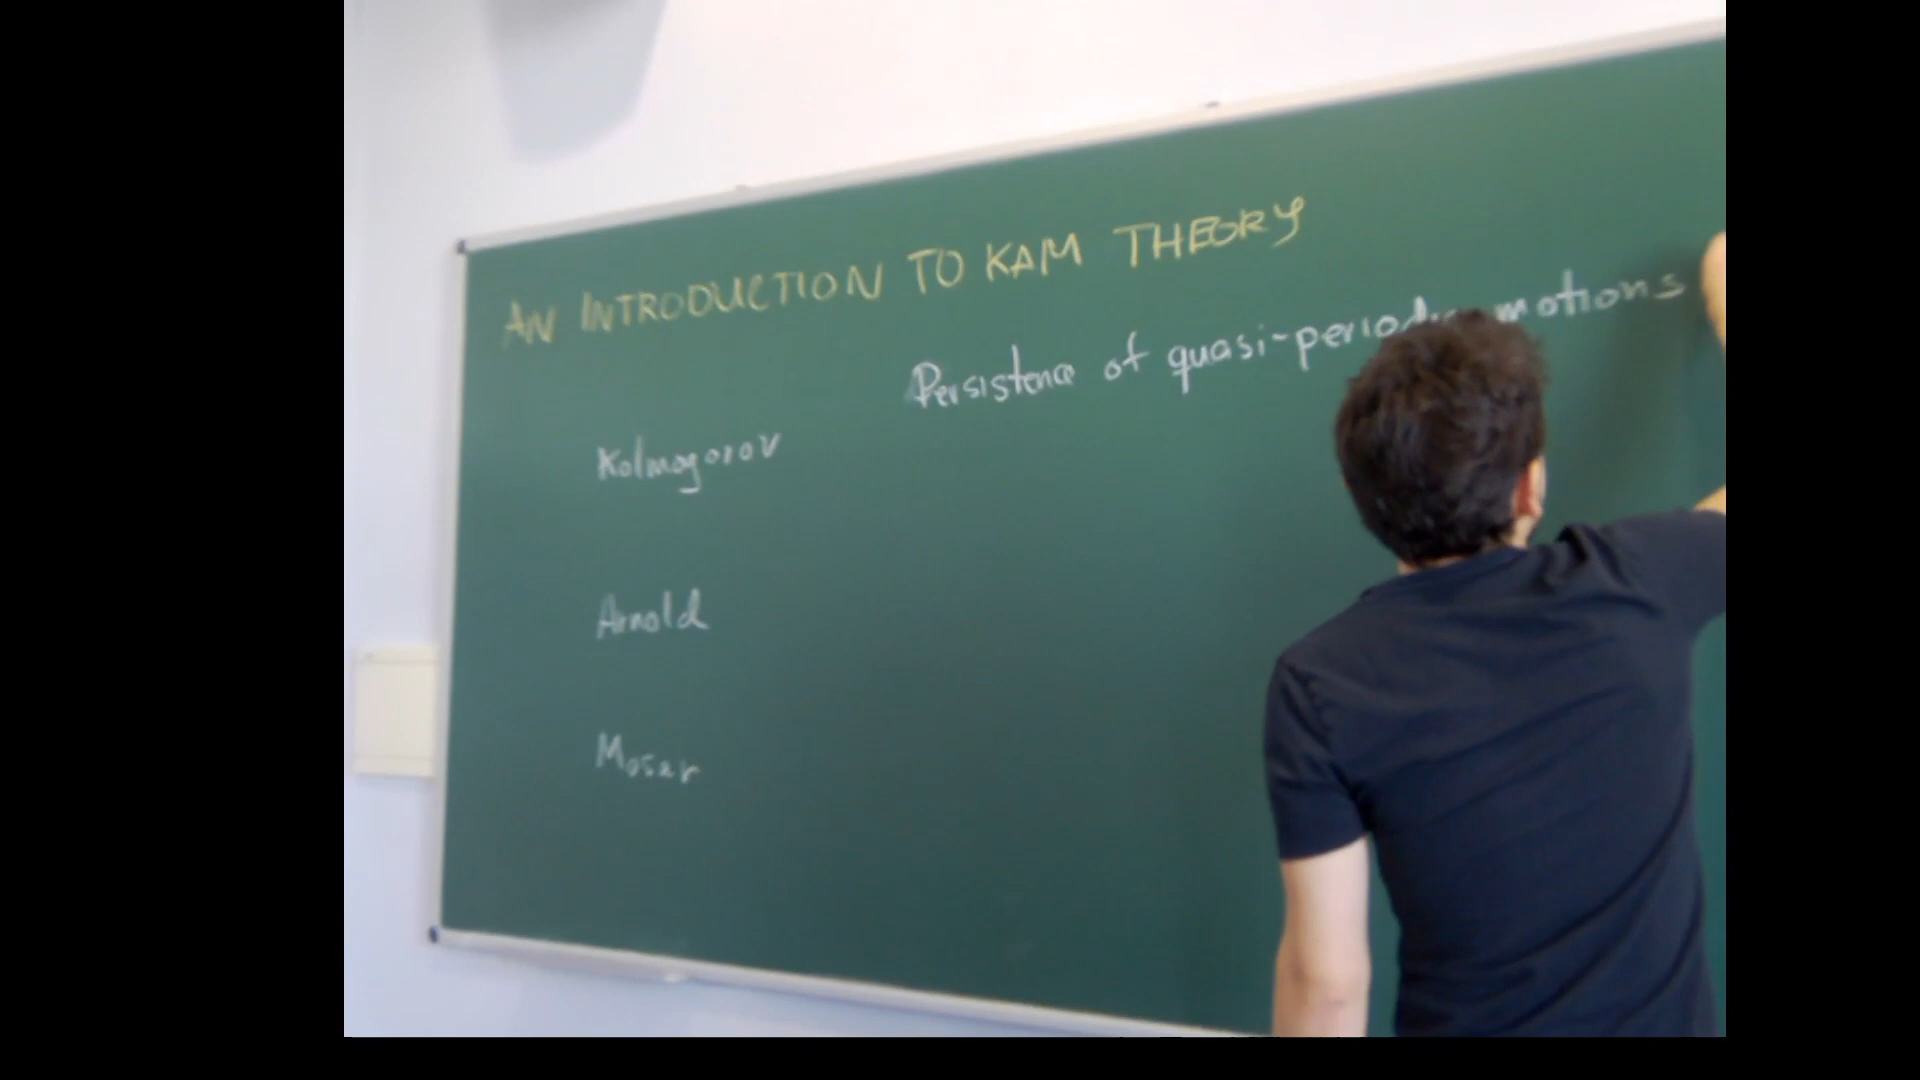 AN INTRODUCTION TO KAM THEORY
Persistence of quasi-periodic motions
Kolmogorov
Arnold
Moser